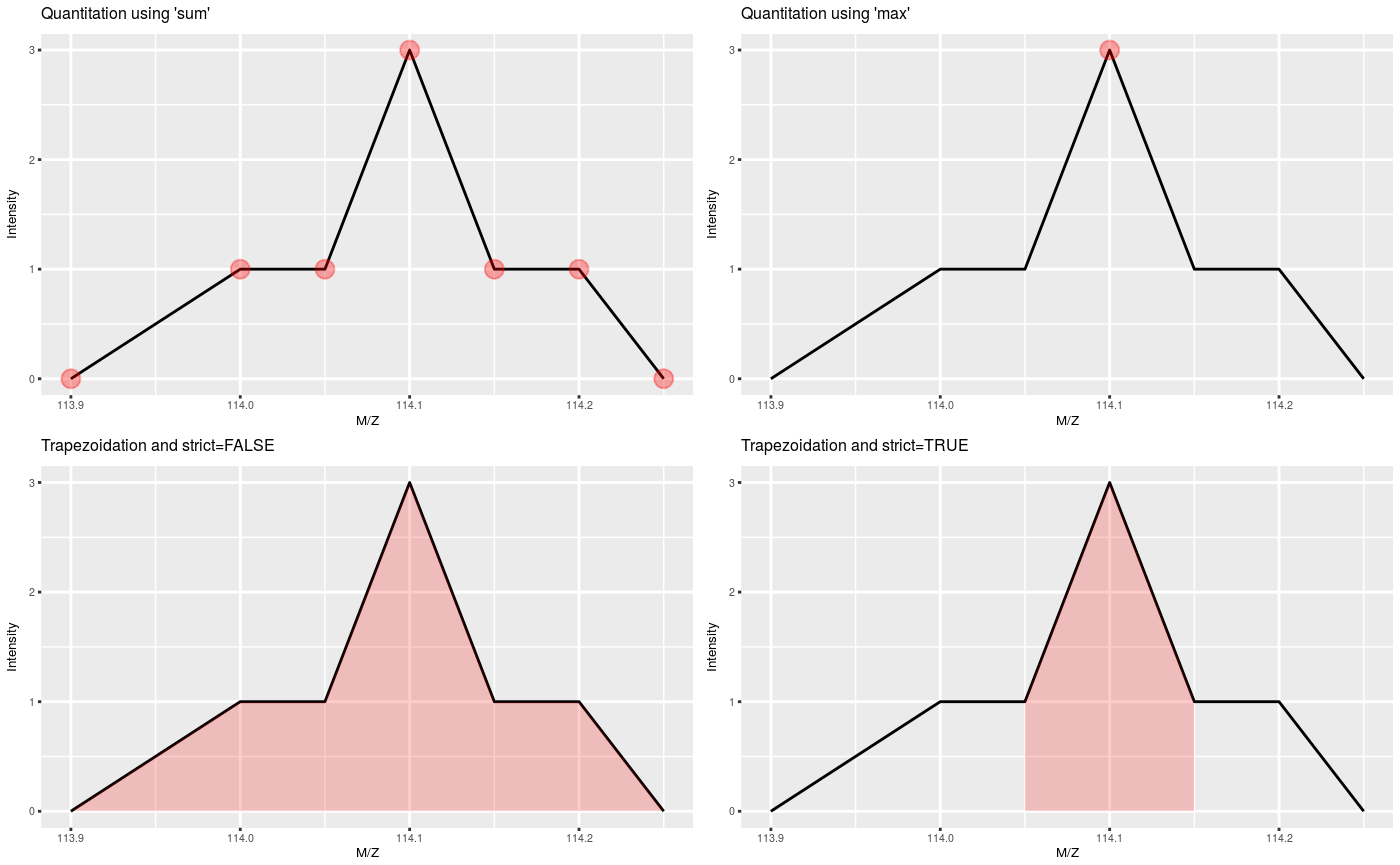 Quantitation using 'sum'
Intensity
3
2
1
0
113.9 114.0 114.1 114.2
M/Z
Quantitation using 'max'
Intensity
3
2
1
0
113.9 114.0 114.1 114.2
M/Z
Trapezoidation and strict=FALSE
Intensity
3
2
1
0
113.9 114.0 114.1 114.2
M/Z
Trapezoidation and strict=TRUE
Intensity
3
2
1
0
113.9 114.0 114.1 114.2
M/Z